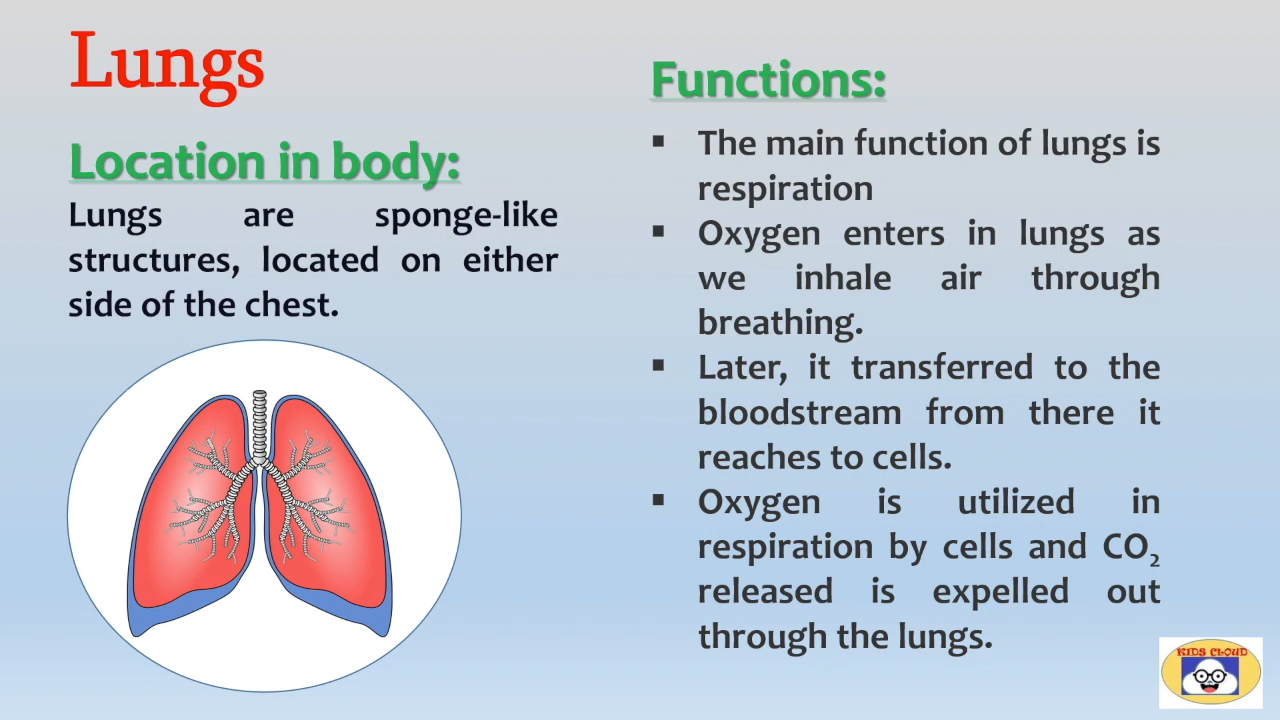 Lungs
Location in body:
Lungs are sponge-like
structures, located on either
side of the chest.
Functions:
▪ The main function of lungs is
respiration
▪ Oxygen enters in lungs as
we inhale air through
breathing.
▪ Later, it transferred to the
bloodstream from there it
reaches to cells.
▪ Oxygen is utilized in
respiration by cells and CO₂
released is expelled out
through the lungs.
KIDS CLOUD